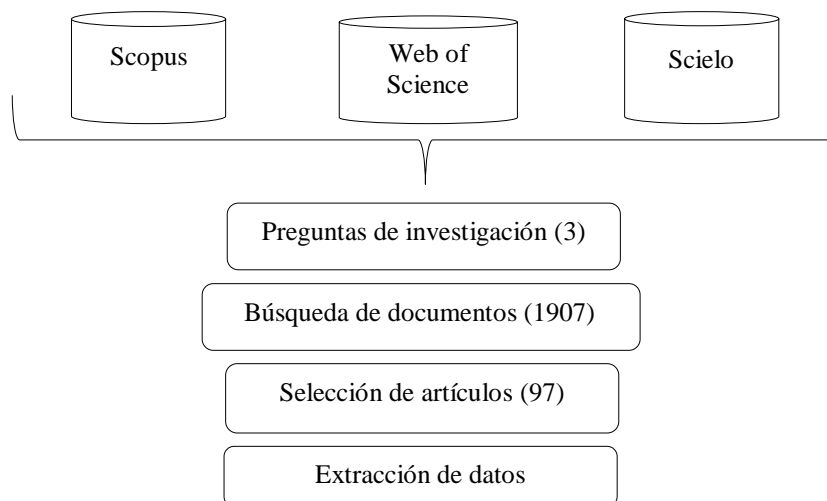 Scopus
Web of
Science
Scielo
Preguntas de investigación (3)
Búsqueda de documentos (1907)
Selección de artículos (97)
Extracción de datos